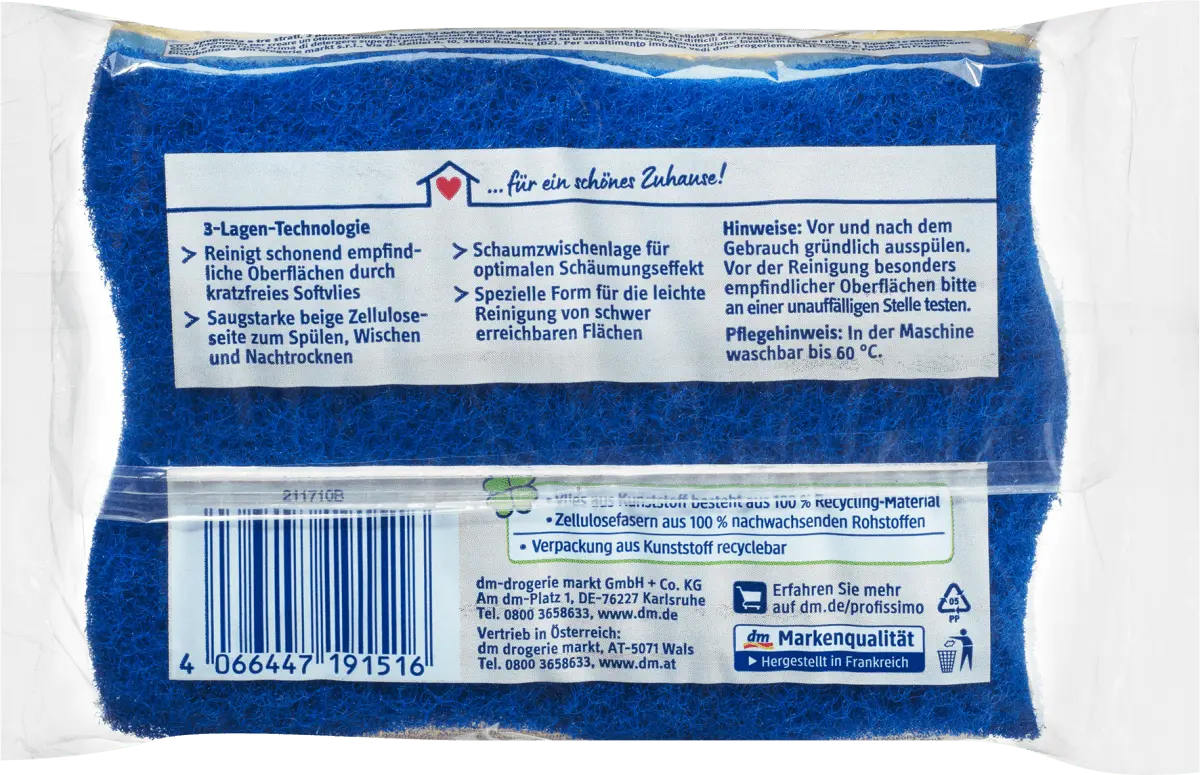 ...für ein schönes Zuhause!
3-Lagen-Technologie
Reinigt schonend empfind-
liche Oberflächen durch
kratzfreies Softvlies
Saugstarke beige Zellulose-
seite zum Spülen, Wischen
und Nachtrocknen
Schaumzwischenlage für
optimalen Schäumungseffekt
Spezielle Form für die leichte
Reinigung von schwer
erreichbaren Flächen
Hinweise: Vor und nach dem
Gebrauch gründlich ausspülen.
Vor der Reinigung besonders
empfindlicher Oberflächen bitte
an einer unauffälligen Stelle testen.
Pflegehinweis: In der Maschine
waschbar bis 60 °C.
211710B
4 066447 191516
• Vlies aus Kunststoff besteht aus 100 % Recycling-Material
• Zellulosefasern aus 100 % nachwachsenden Rohstoffen
• Verpackung aus Kunststoff recyclebar
dm-drogerie markt GmbH + Co. KG
Am dm-Platz 1, DE-76227 Karlsruhe
Tel. 0800 3658633, www.dm.de
Vertrieb in Österreich:
dm drogerie markt, AT-5071 Wals
Tel. 0800 3658633, www.dm.at
Erfahren Sie mehr
auf dm.de/profissimo
dm Markenqualität
Hergestellt in Frankreich
05
PP